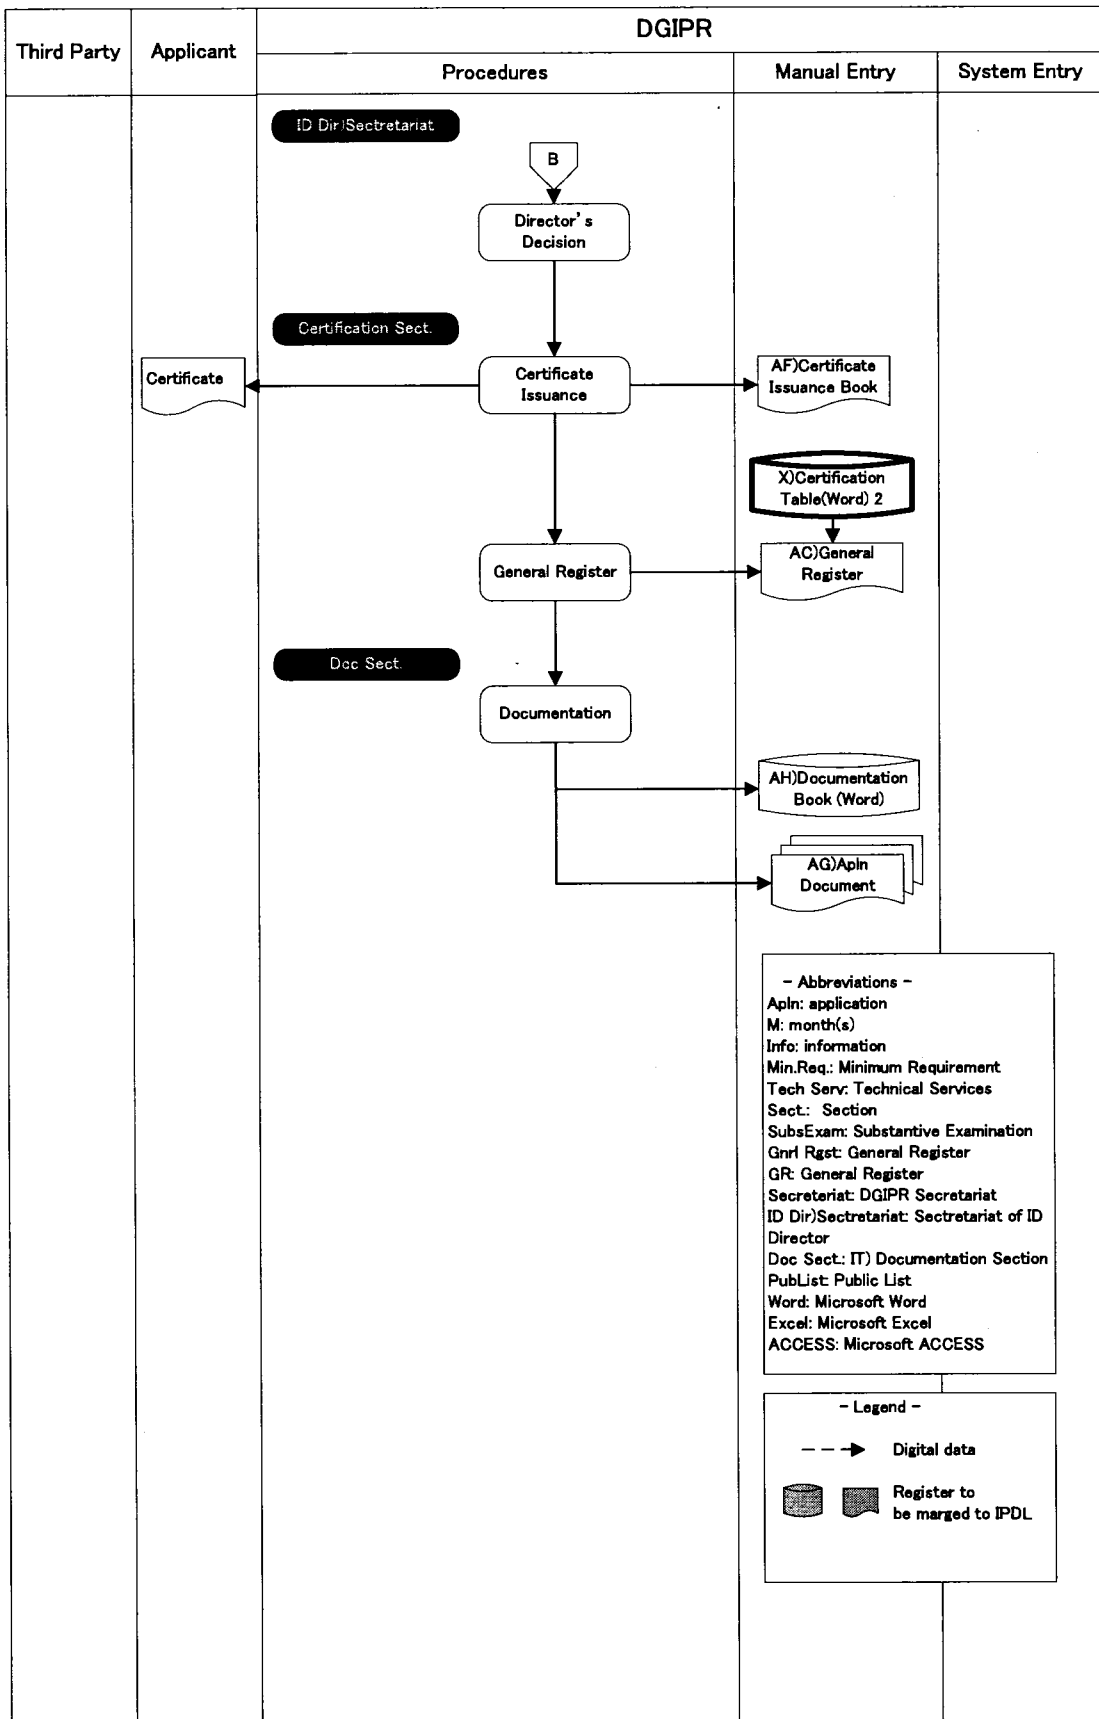 DGIPR
Third Party
Applicant
Procedures
Manual Entry
System Entry
ID Dir)Sectretariat
B
Director's
Decision
Certification Sect.
Certificate
Certificate
Issuance
AF)Certificate
Issuance Book
X)Certification
Table(Word) 2
General Register
AC)General
Register
Doc Sect.
Documentation
AH)Documentation
Book (Word)
AG)Apln
Document
- Abbreviations -
Apln: application
M: month(s)
Info: information
Min.Req.: Minimum Requirement
Tech Serv: Technical Services
Sect.: Section
SubsExam: Substantive Examination
Gnrl Rgst: General Register
GR: General Register
Secreteriat: DGIPR Secretariat
ID Dir)Sectretariat: Sectretariat of ID
Director
Doc Sect.: IT) Documentation Section
PubList: Public List
Word: Microsoft Word
Excel: Microsoft Excel
ACCESS: Microsoft ACCESS
- Legend -
Digital data
Register to
be marged to IPDL